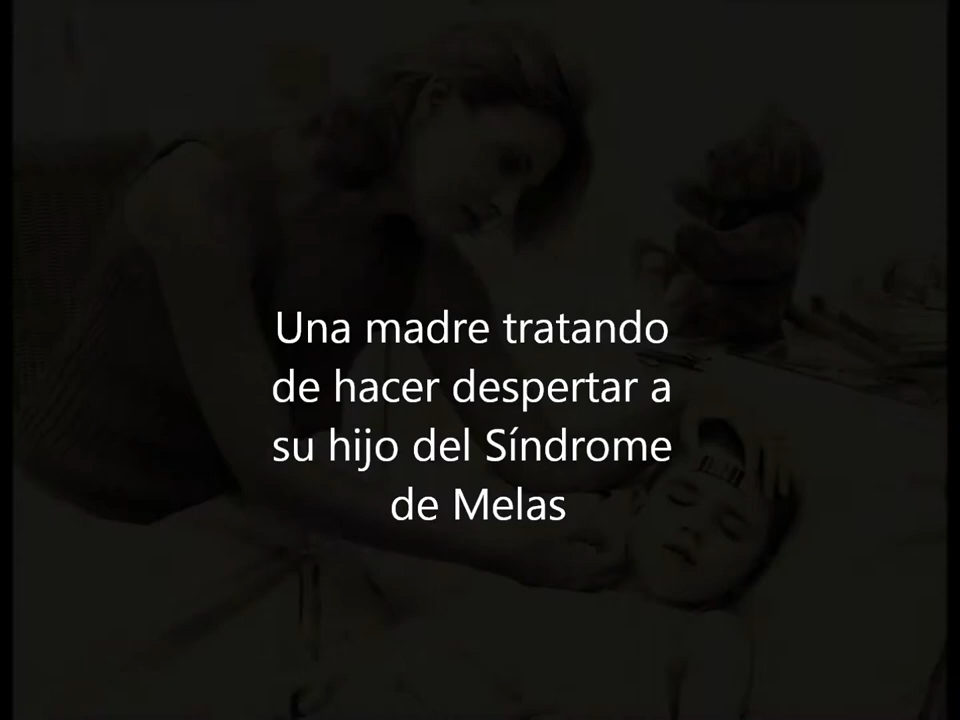 Una madre tratando
de hacer despertar a
su hijo del Síndrome
de Melas